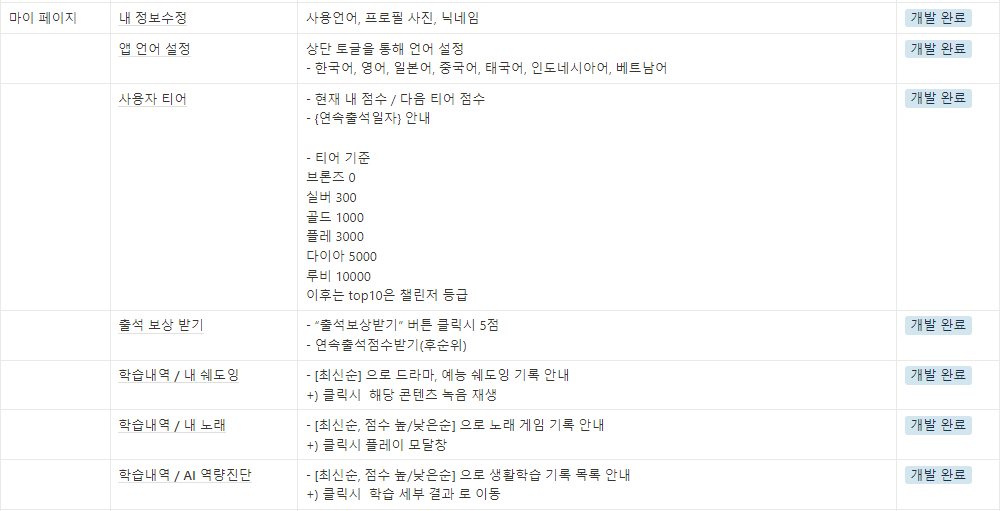 마이 페이지
내 정보수정
사용언어, 프로필 사진, 닉네임
개발 완료
앱 언어 설정
상단 토글을 통해 언어 설정
- 한국어, 영어, 일본어, 중국어, 태국어, 인도네시아어, 베트남어
개발 완료
사용자 티어
- 현재 내 점수 / 다음 티어 점수
- {연속출석일자} 안내
- 티어 기준
브론즈 0
실버 300
골드 1000
플레 3000
다이아 5000
루비 10000
이후는 top10은 챌린저 등급
개발 완료
출석 보상 받기
- “출석보상받기” 버튼 클릭시 5점
- 연속출석점수받기(후순위)
개발 완료
학습내역 / 내 쉐도잉
- [최신순] 으로 드라마, 예능 쉐도잉 기록 안내
+) 클릭시 해당 콘텐츠 녹음 재생
개발 완료
학습내역 / 내 노래
- [최신순, 점수 높/낮은순] 으로 노래 게임 기록 안내
+) 클릭시 플레이 모달창
개발 완료
학습내역 / AI 역량진단
- [최신순, 점수 높/낮은순] 으로 생활학습 기록 목록 안내
+) 클릭시 학습 세부 결과 로 이동
개발 완료